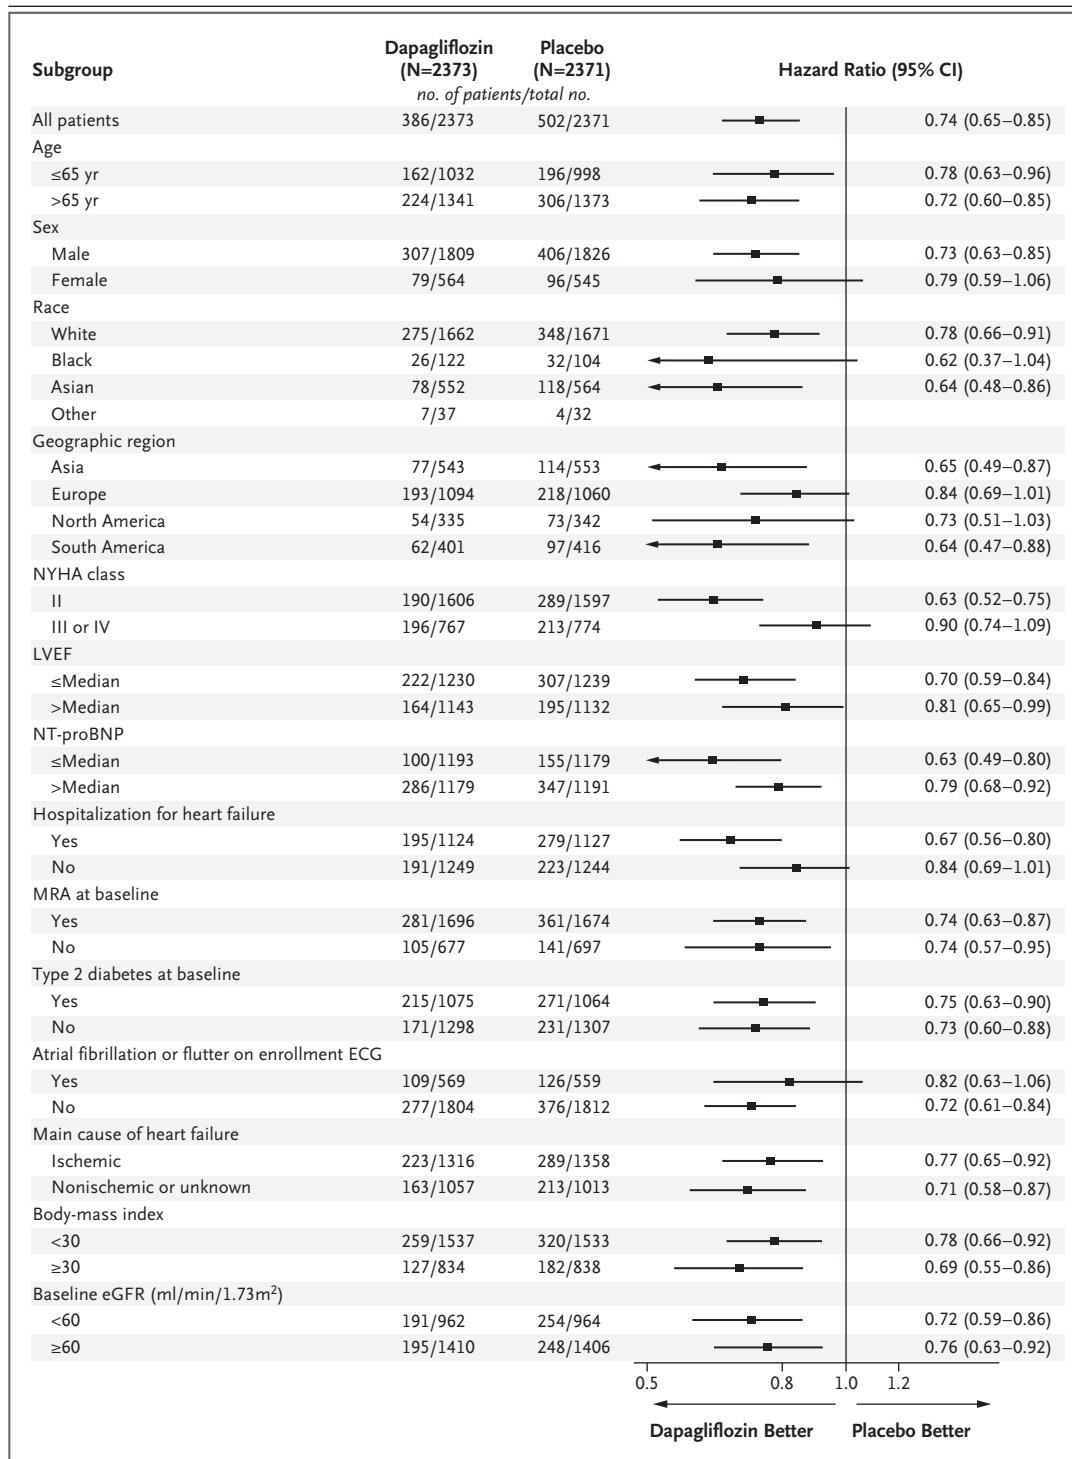 Subgroup Dapagliflozin (N=2373) Placebo (N=2371) Hazard Ratio (95% CI)
no. of patients/total no.
All patients 386/2373 502/2371 0.74 (0.65–0.85)
Age
≤65 yr 162/1032 196/998 0.78 (0.63–0.96)
>65 yr 224/1341 306/1373 0.72 (0.60–0.85)
Sex
Male 307/1809 406/1826 0.73 (0.63–0.85)
Female 79/564 96/545 0.79 (0.59–1.06)
Race
White 275/1662 348/1671 0.78 (0.66–0.91)
Black 26/122 32/104 0.62 (0.37–1.04)
Asian 78/552 118/564 0.64 (0.48–0.86)
Other 7/37 4/32
Geographic region
Asia 77/543 114/553 0.65 (0.49–0.87)
Europe 193/1094 218/1060 0.84 (0.69–1.01)
North America 54/335 73/342 0.73 (0.51–1.03)
South America 62/401 97/416 0.64 (0.47–0.88)
NYHA class
II 190/1606 289/1597 0.63 (0.52–0.75)
III or IV 196/767 213/774 0.90 (0.74–1.09)
LVEF
≤Median 222/1230 307/1239 0.70 (0.59–0.84)
>Median 164/1143 195/1132 0.81 (0.65–0.99)
NT-proBNP
≤Median 100/1193 155/1179 0.63 (0.49–0.80)
>Median 286/1179 347/1191 0.79 (0.68–0.92)
Hospitalization for heart failure
Yes 195/1124 279/1127 0.67 (0.56–0.80)
No 191/1249 223/1244 0.84 (0.69–1.01)
MRA at baseline
Yes 281/1696 361/1674 0.74 (0.63–0.87)
No 105/677 141/697 0.74 (0.57–0.95)
Type 2 diabetes at baseline
Yes 215/1075 271/1064 0.75 (0.63–0.90)
No 171/1298 231/1307 0.73 (0.60–0.88)
Atrial fibrillation or flutter on enrollment ECG
Yes 109/569 126/559 0.82 (0.63–1.06)
No 277/1804 376/1812 0.72 (0.61–0.84)
Main cause of heart failure
Ischemic 223/1316 289/1358 0.77 (0.65–0.92)
Nonischemic or unknown 163/1057 213/1013 0.71 (0.58–0.87)
Body-mass index
<30 259/1537 320/1533 0.78 (0.66–0.92)
≥30 127/834 182/838 0.69 (0.55–0.86)
Baseline eGFR (ml/min/1.73m²)
<60 191/962 254/964 0.72 (0.59–0.86)
≥60 195/1410 248/1406 0.76 (0.63–0.92)
0.5 0.8 1.0 1.2
Dapagliflozin Better Placebo Better